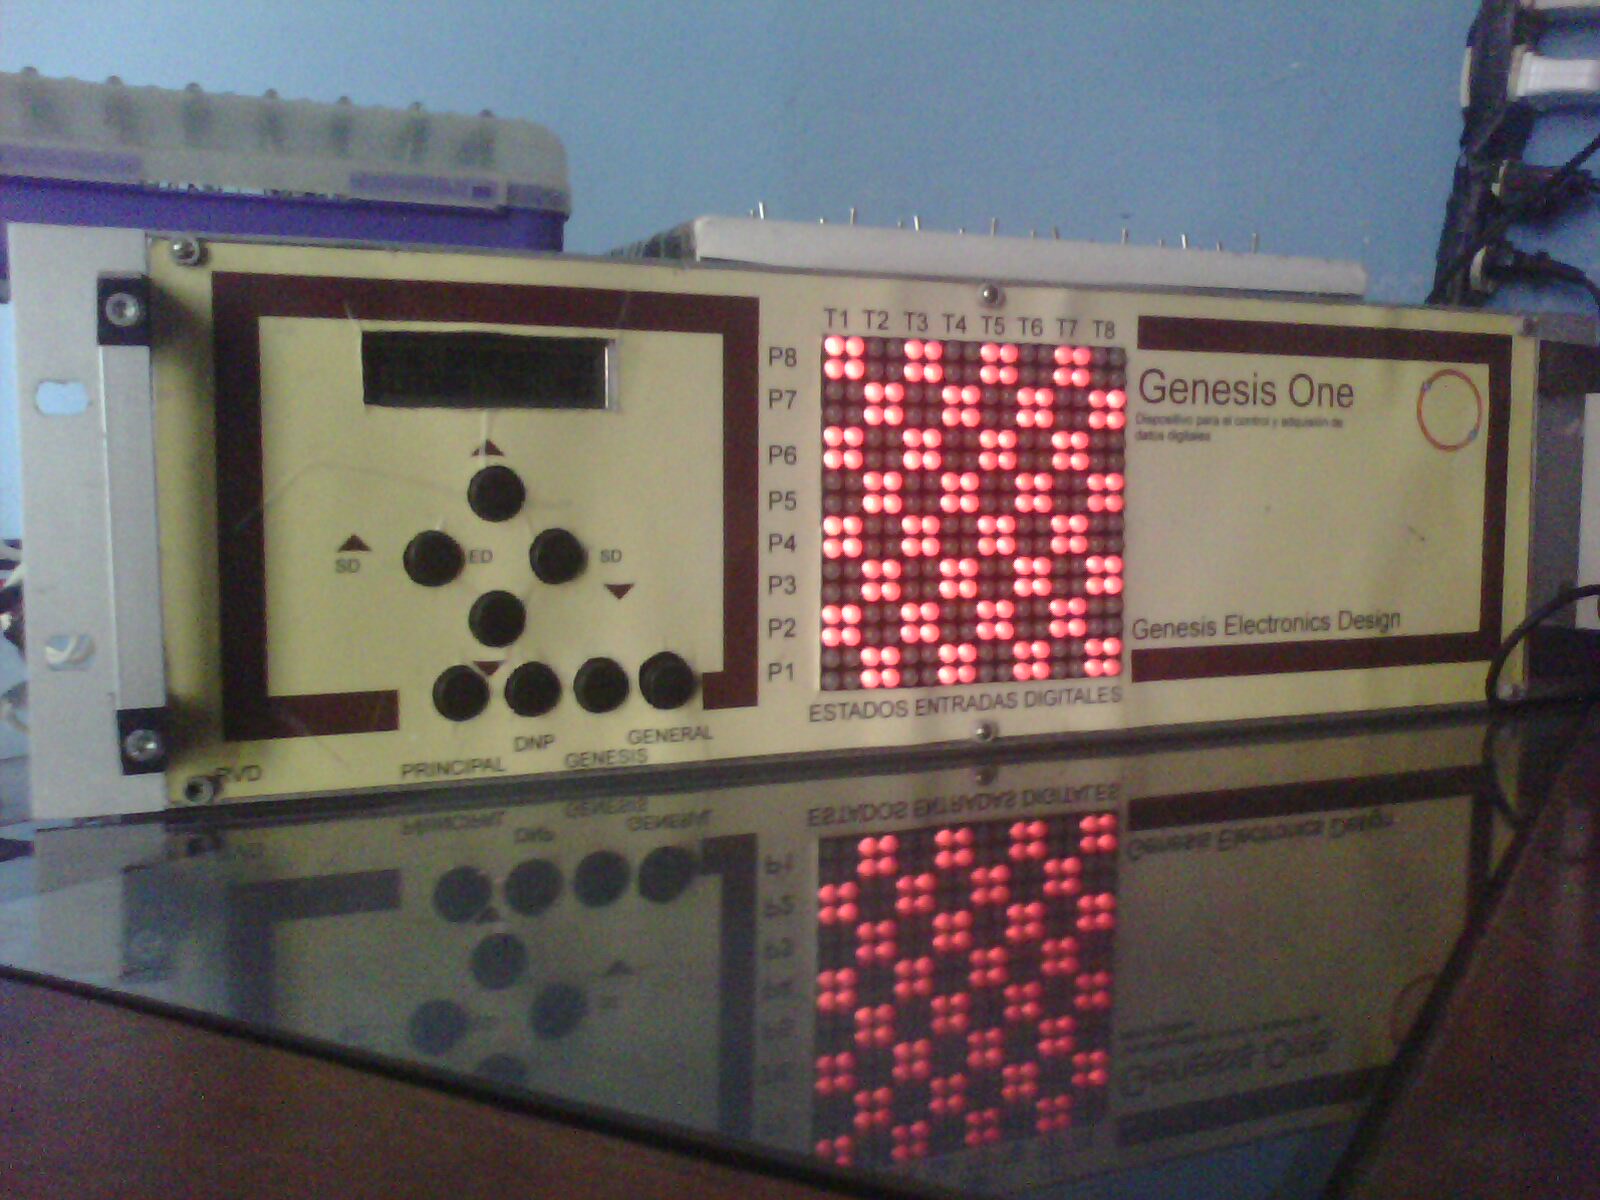 T1 T2 T3 T4 T5 T6 T7 T8
P8
P7
P6
P5
P4
P3
P2
P1
ESTADOS ENTRADAS DIGITALES
SD
ED
SD
PRINCIPAL
DNP
GENESIS
GENERAL
RVD
Genesis One
Dispositivo para el control y adquisión de
datos digitales
Genesis Electronics Design